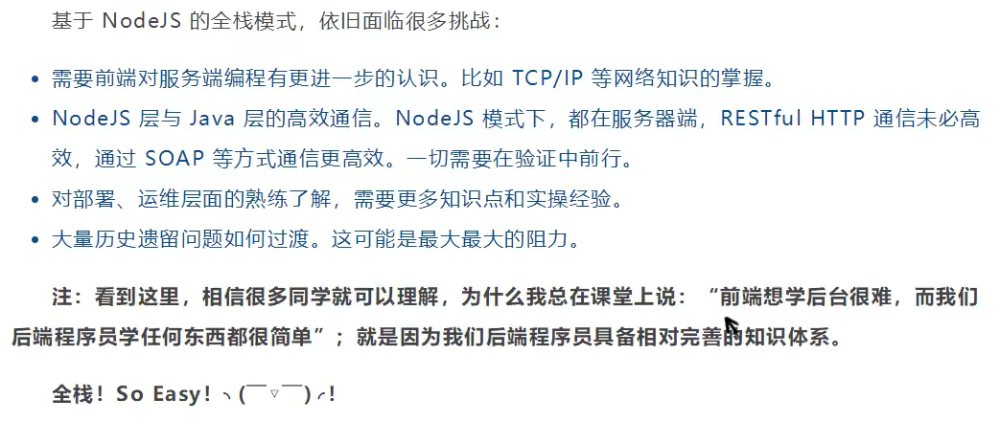 基于 NodeJS 的全栈模式，依旧面临很多挑战：
• 需要前端对服务端编程有更进一步的认识。比如 TCP/IP 等网络知识的掌握。
• NodeJS 层与 Java 层的高效通信。NodeJS 模式下，都在服务器端，RESTful HTTP 通信未必高
效，通过 SOAP 等方式通信更高效。一切需要在验证中前行。
• 对部署、运维层面的熟练了解，需要更多知识点和实操经验。
• 大量历史遗留问题如何过渡。这可能是最大最大的阻力。
注：看到这里，相信很多同学就可以理解，为什么我总在课堂上说：“前端想学后台很难，而我们
后端程序员学任何东西都很简单”；就是因为我们后端程序员具备相对完善的知识体系。
全栈！So Easy！╮(￣▽￣)╭！